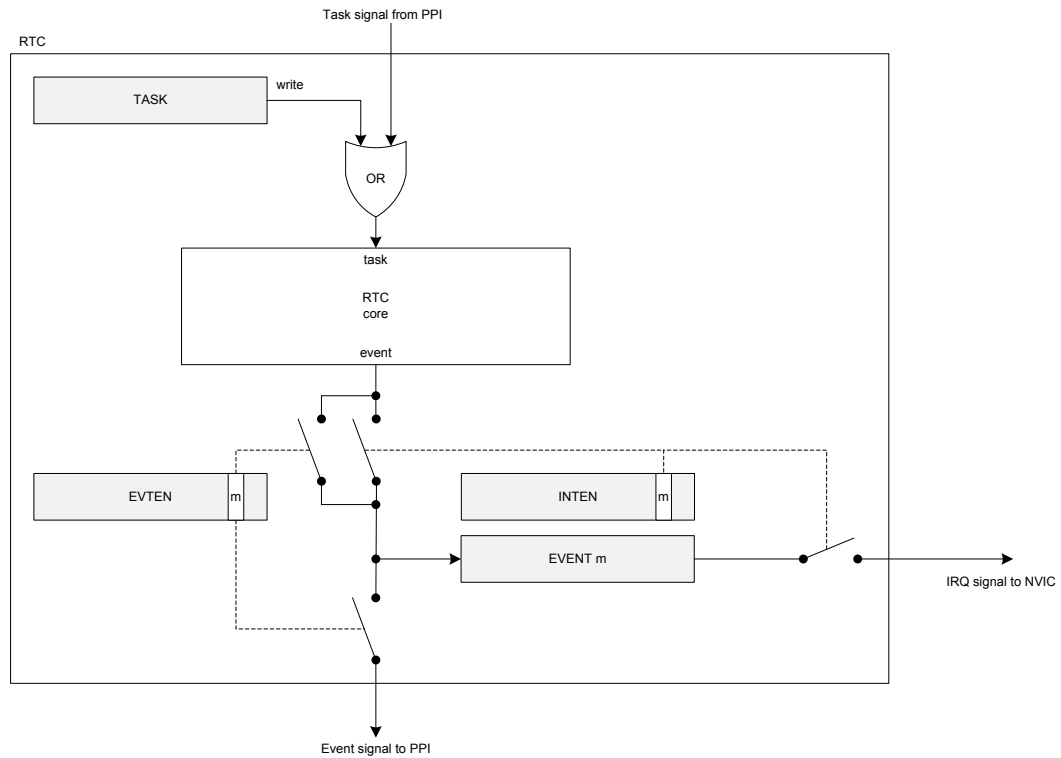 Task signal from PPI
RTC
write
TASK
OR
task
RTC
core
event
EVTEN
m
INTEN
m
EVENT m
IRQ signal to NVIC
Event signal to PPI